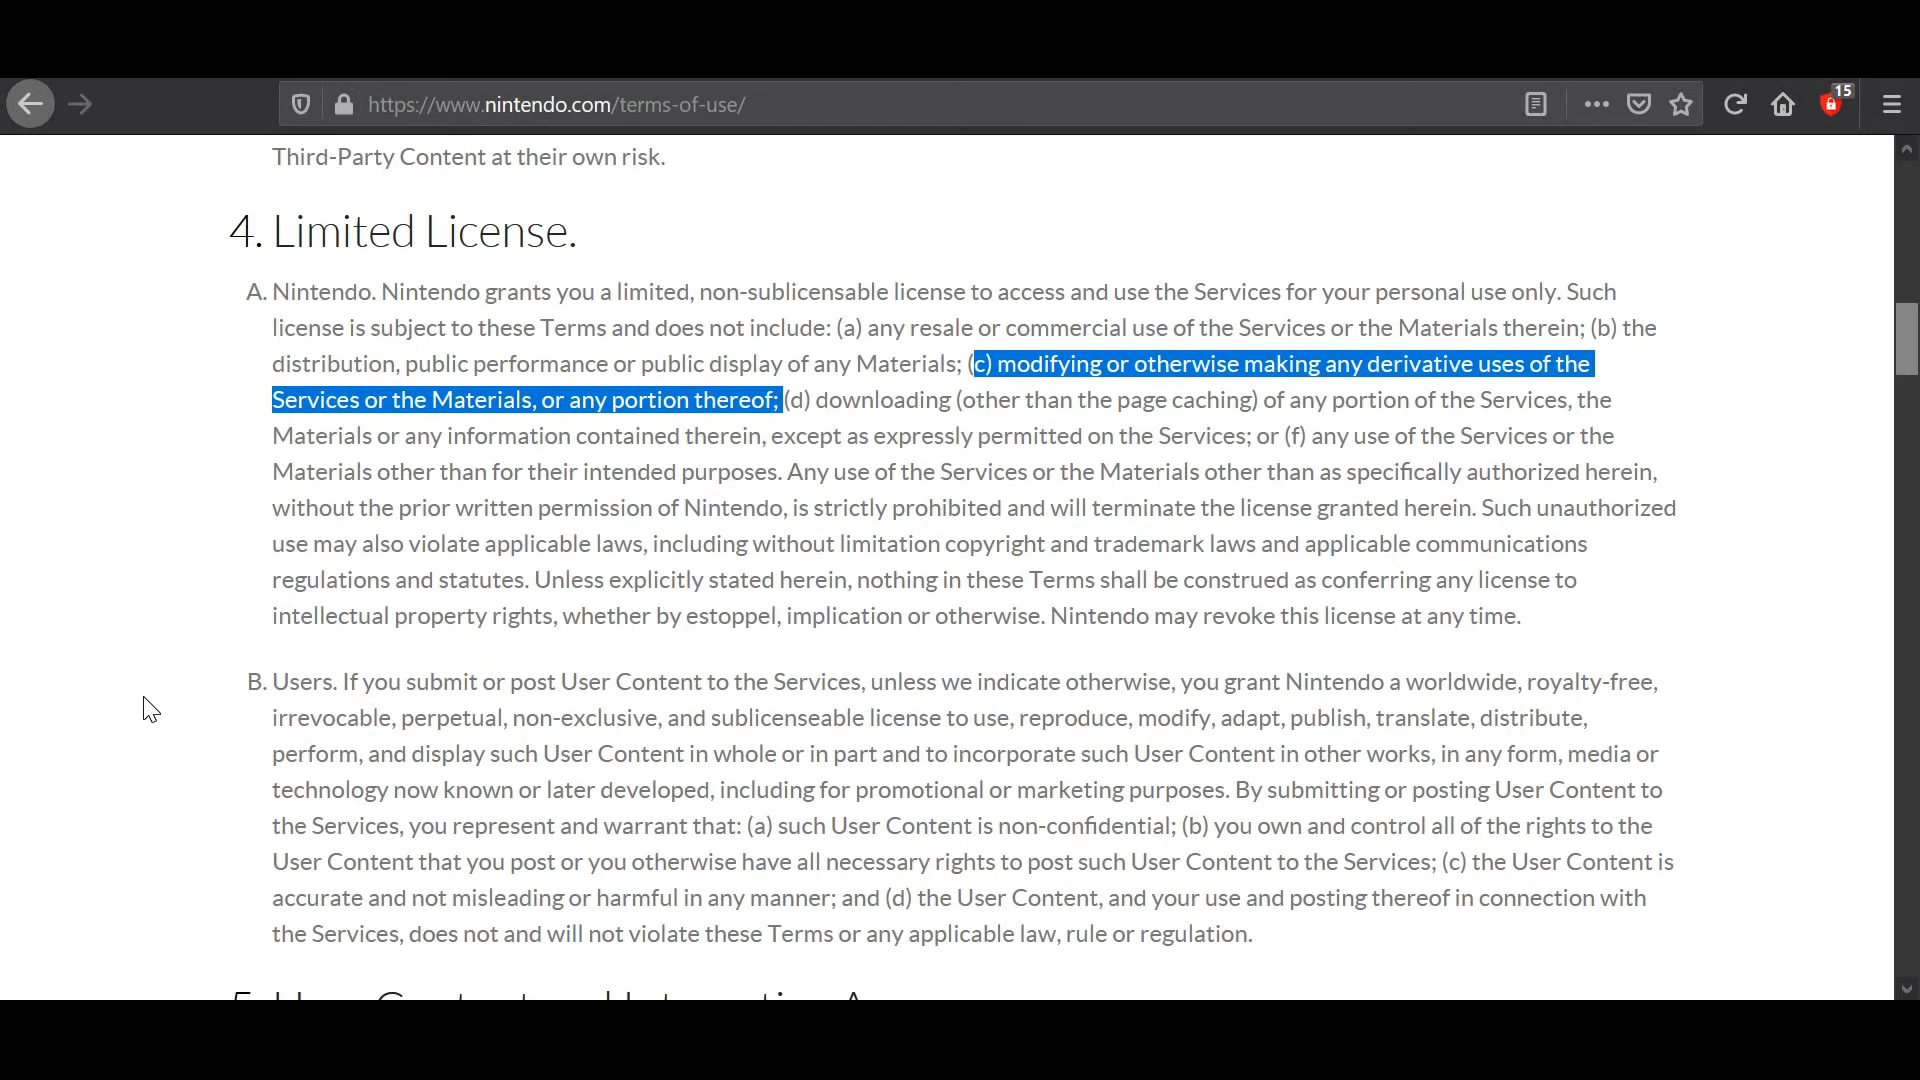 https://www.nintendo.com/terms-of-use/
15
Third-Party Content at their own risk.
4. Limited License.
A. Nintendo. Nintendo grants you a limited, non-sublicensable license to access and use the Services for your personal use only. Such
license is subject to these Terms and does not include: (a) any resale or commercial use of the Services or the Materials therein; (b) the
distribution, public performance or public display of any Materials; (c) modifying or otherwise making any derivative uses of the
Services or the Materials, or any portion thereof; (d) downloading (other than the page caching) of any portion of the Services, the
Materials or any information contained therein, except as expressly permitted on the Services; or (f) any use of the Services or the
Materials other than for their intended purposes. Any use of the Services or the Materials other than as specifically authorized herein,
without the prior written permission of Nintendo, is strictly prohibited and will terminate the license granted herein. Such unauthorized
use may also violate applicable laws, including without limitation copyright and trademark laws and applicable communications
regulations and statutes. Unless explicitly stated herein, nothing in these Terms shall be construed as conferring any license to
intellectual property rights, whether by estoppel, implication or otherwise. Nintendo may revoke this license at any time.
B. Users. If you submit or post User Content to the Services, unless we indicate otherwise, you grant Nintendo a worldwide, royalty-free,
irrevocable, perpetual, non-exclusive, and sublicenseable license to use, reproduce, modify, adapt, publish, translate, distribute,
perform, and display such User Content in whole or in part and to incorporate such User Content in other works, in any form, media or
technology now known or later developed, including for promotional or marketing purposes. By submitting or posting User Content to
the Services, you represent and warrant that: (a) such User Content is non-confidential; (b) you own and control all of the rights to the
User Content that you post or you otherwise have all necessary rights to post such User Content to the Services; (c) the User Content is
accurate and not misleading or harmful in any manner; and (d) the User Content, and your use and posting thereof in connection with
the Services, does not and will not violate these Terms or any applicable law, rule or regulation.